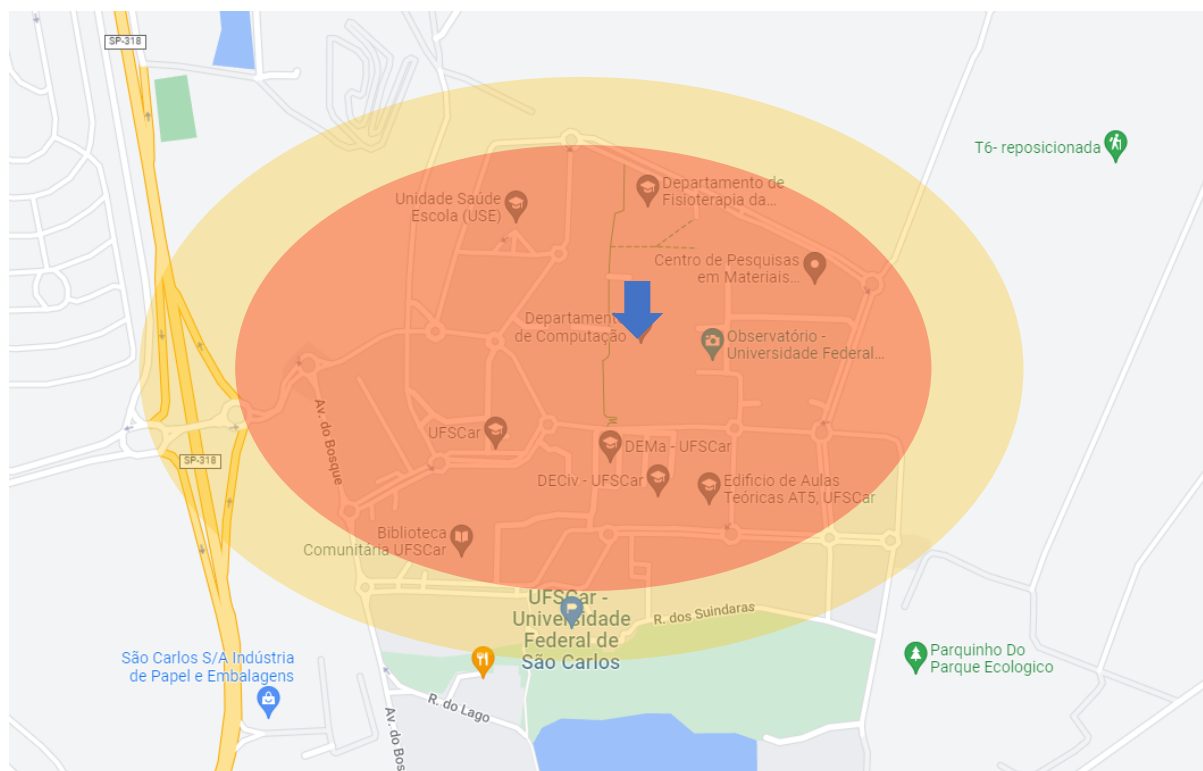 SP-318
T6- reposicionada
Unidade Saúde
Escola (USE)
Departamento de
Fisioterapia da...
Centro de Pesquisas
em Materiais...
Departamento
de Computação
Observatório -
Universidade Federal...
Av. do Bosque
UFSCar
DEMa - UFSCar
SP-318
DECiv - UFSCar
Edificio de Aulas
Teóricas AT5, UFSCar
Biblioteca
Comunitária UFSCar
UFSCar -
Universidade
Federal de
São Carlos
R. dos Suindaras
São Carlos S/A Indústria
de Papel e Embalagens
Parquinho Do
Parque Ecologico
R. do Lago
Av. do Bos